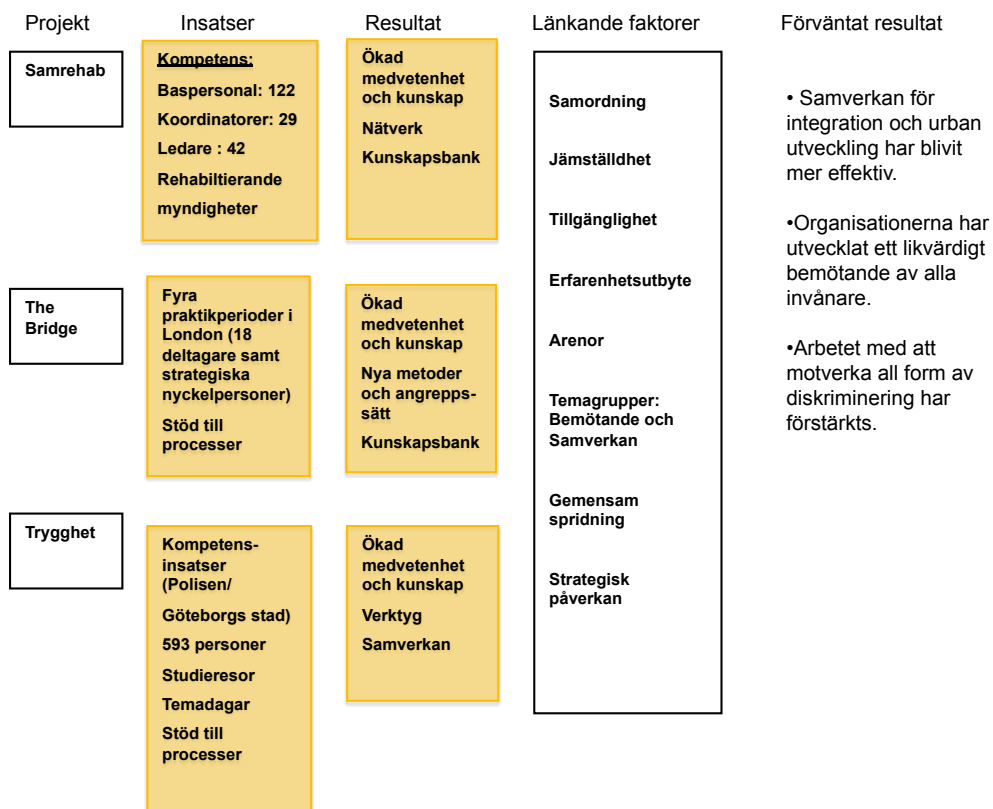 Projekt
Insatser
Resultat
Länkande faktorer
Förväntat resultat
Samrehab
Kompetens:
Baspersonal: 122
Koordinatorer: 29
Ledare : 42
Rehabiltierande
myndigheter
Ökad
medvetenhet
och kunskap
Nätverk
Kunskapsbank
The
Bridge
Fyra
praktikperioder i
London (18
deltagare samt
strategiska
nyckelpersoner)
Stöd till
processer
Ökad
medvetenhet
och kunskap
Nya metoder
och angrepps-
sätt
Kunskapsbank
Trygghet
Kompetens-
insatser
(Polisen/
Göteborgs stad)
593 personer
Studieresor
Temadagar
Stöd till
processer
Ökad
medvetenhet
och kunskap
Verktyg
Samverkan
Samordning
Jämställdhet
Tillgänglighet
Erfarenhetsutbyte
Arenor
Temagrupper:
Bemötande och
Samverkan
Gemensam
spridning
Strategisk
påverkan
• Samverkan för
integration och urban
utveckling har blivit
mer effektiv.
•Organisationerna har
utvecklat ett likvärdigt
bemötande av alla
invånare.
•Arbetet med att
motverka all form av
diskriminering har
förstärkts.